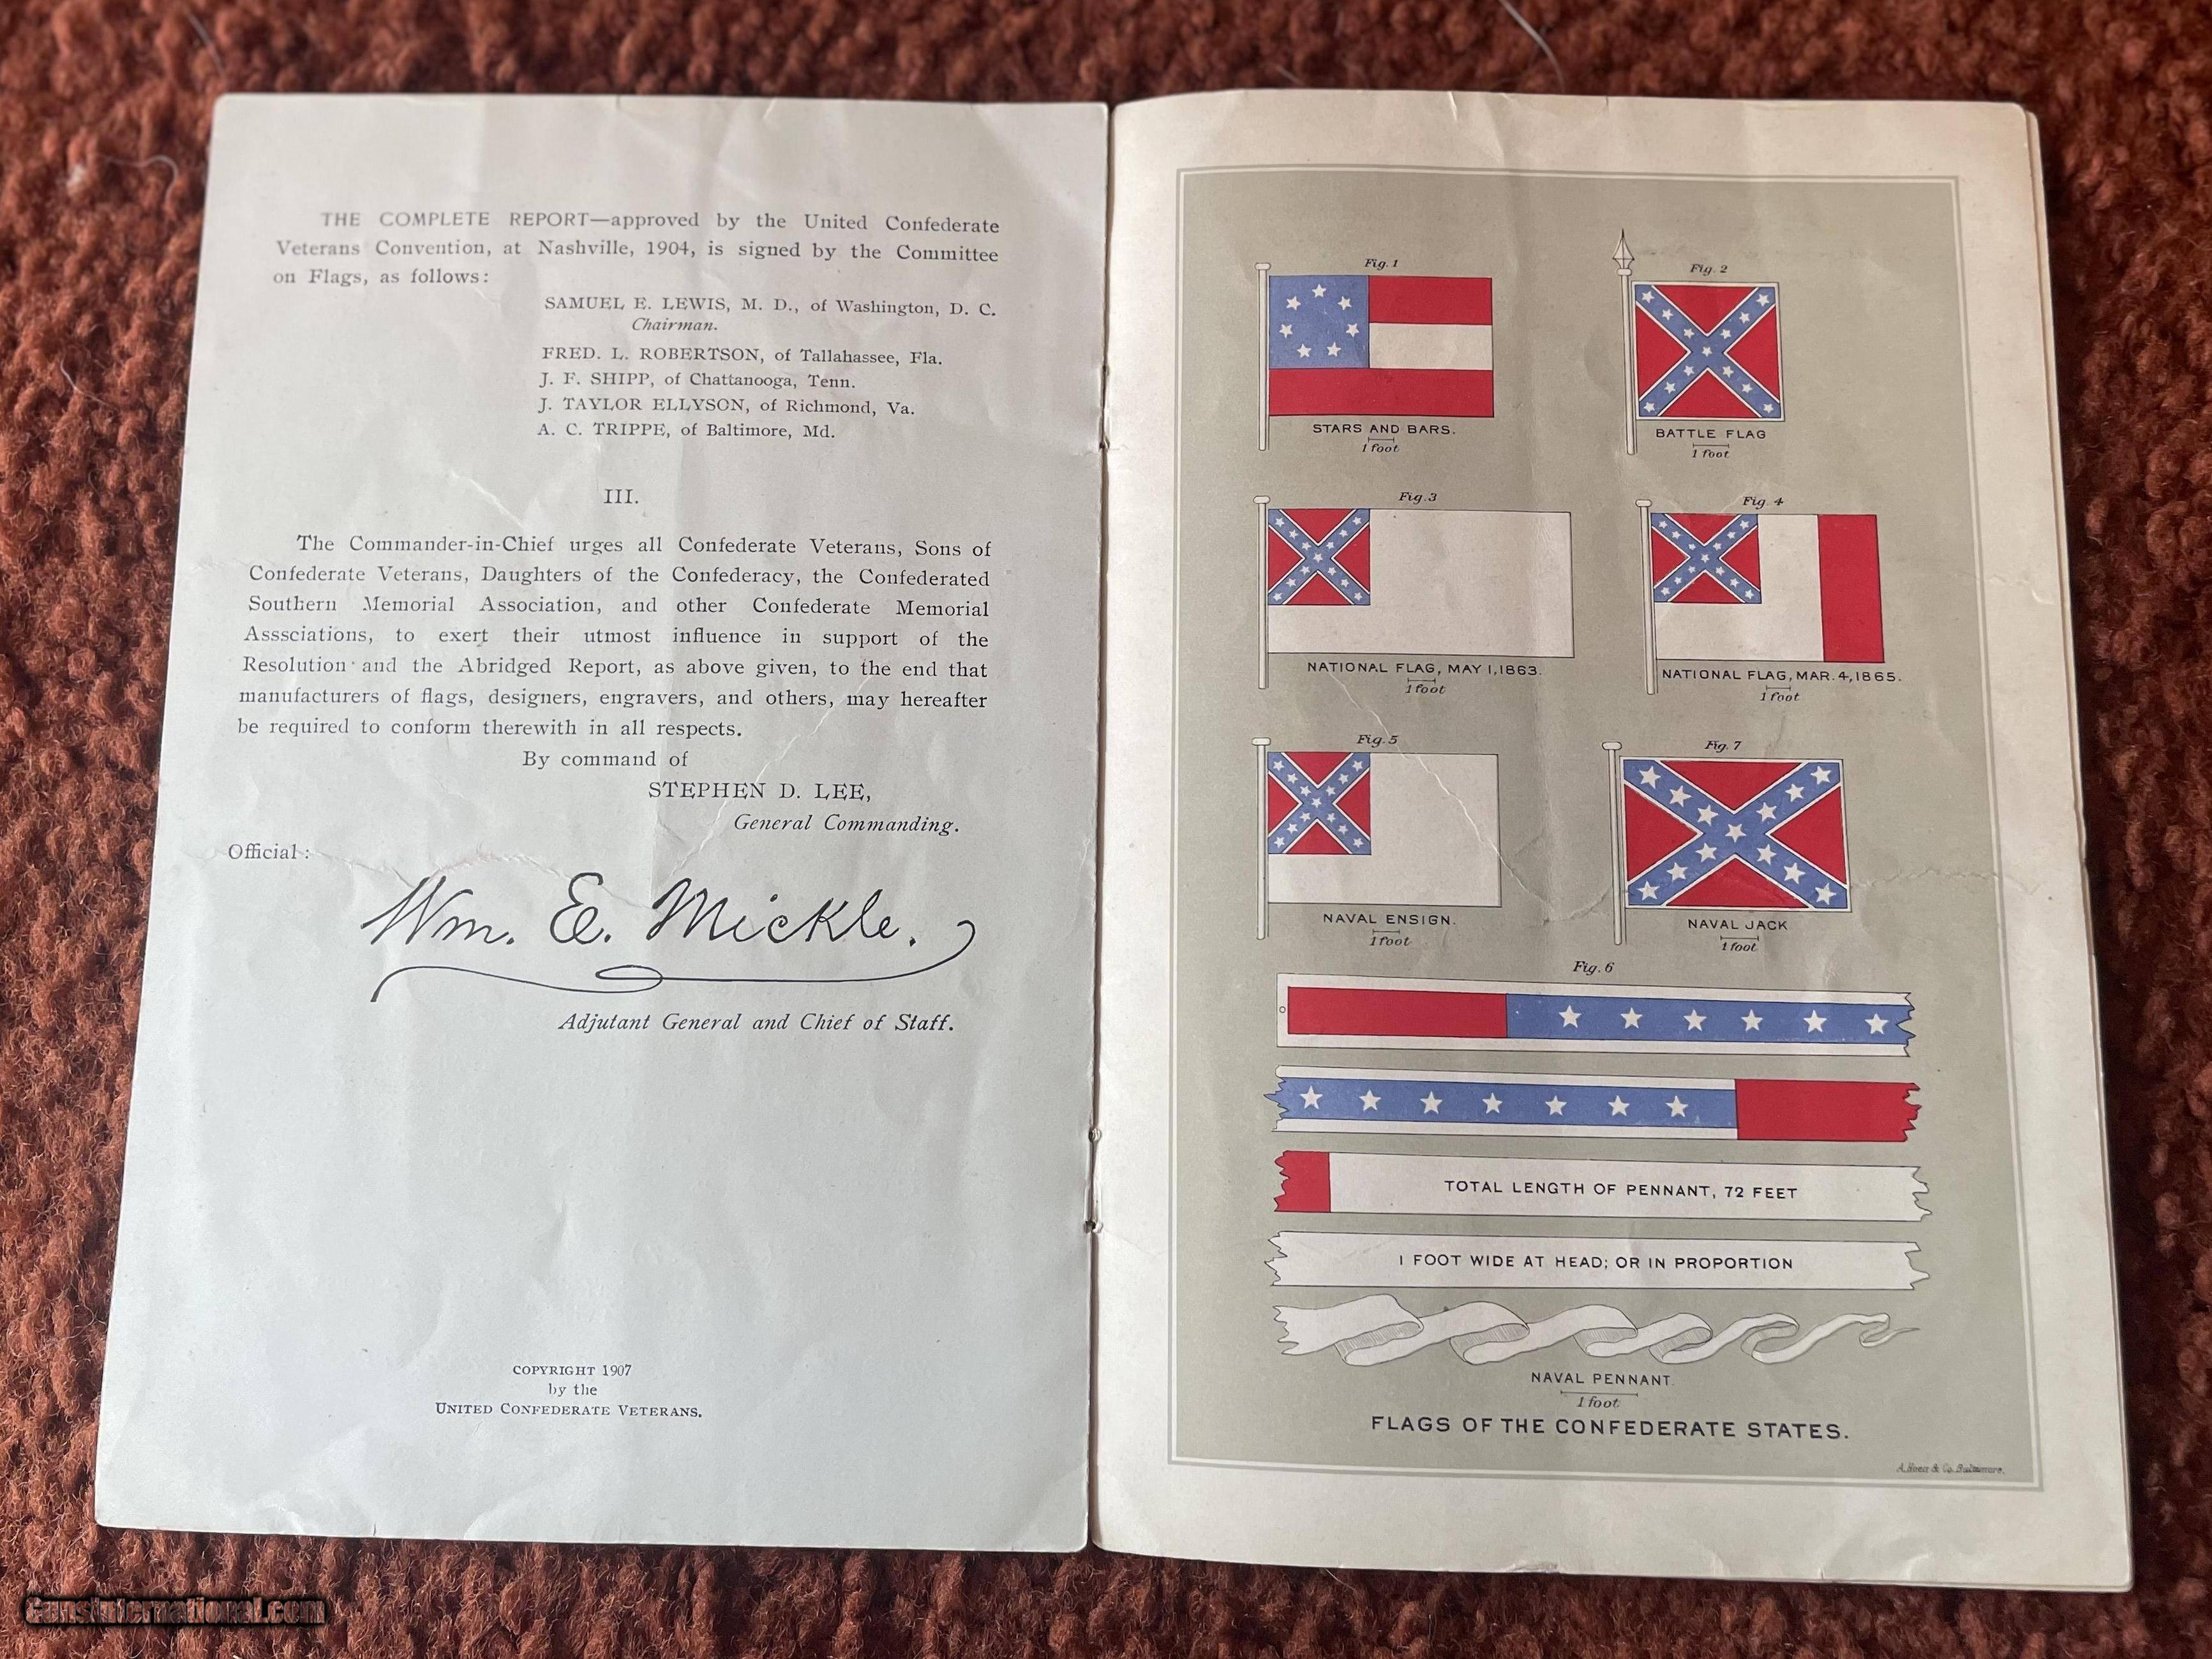 THE COMPLETE REPORT—approved by the United Confederate
Veterans Convention, at Nashville, 1904, is signed by the Committee
on Flags, as follows:
SAMUEL E. LEWIS, M. D., of Washington, D. C.
Chairman.
FRED. L. ROBERTSON, of Tallahassee, Fla.
J. F. SHIPP, of Chattanooga, Tenn.
J. TAYLOR ELLYSON, of Richmond, Va.
A. C. TRIPPE, of Baltimore, Md.
III.
The Commander-in-Chief urges all Confederate Veterans, Sons of
Confederate Veterans, Daughters of the Confederacy, the Confederated
Southern Memorial Association, and other Confederate Memorial
Asssciations, to exert their utmost influence in support of the
Resolution and the Abridged Report, as above given, to the end that
manufacturers of flags, designers, engravers, and others, may hereafter
be required to conform therewith in all respects.
By command of
STEPHEN D. LEE,
General Commanding.
Official:
Wm. E. Mickle.
Adjutant General and Chief of Staff.
COPYRIGHT 1907
by the
UNITED CONFEDERATE VETERANS.
Fig. 1
STARS AND BARS.
1 foot
Fig. 2
BATTLE FLAG
1 foot
Fig. 3
NATIONAL FLAG, MAY 1, 1863.
1 foot
Fig. 4
NATIONAL FLAG, MAR. 4, 1865.
1 foot
Fig. 5
NAVAL ENSIGN.
1 foot
Fig. 7
NAVAL JACK
1 foot
Fig. 6
TOTAL LENGTH OF PENNANT, 72 FEET
1 FOOT WIDE AT HEAD; OR IN PROPORTION
NAVAL PENNANT.
1 foot
FLAGS OF THE CONFEDERATE STATES.
A. Hoen & Co. Baltimore.
GunsInternational.com